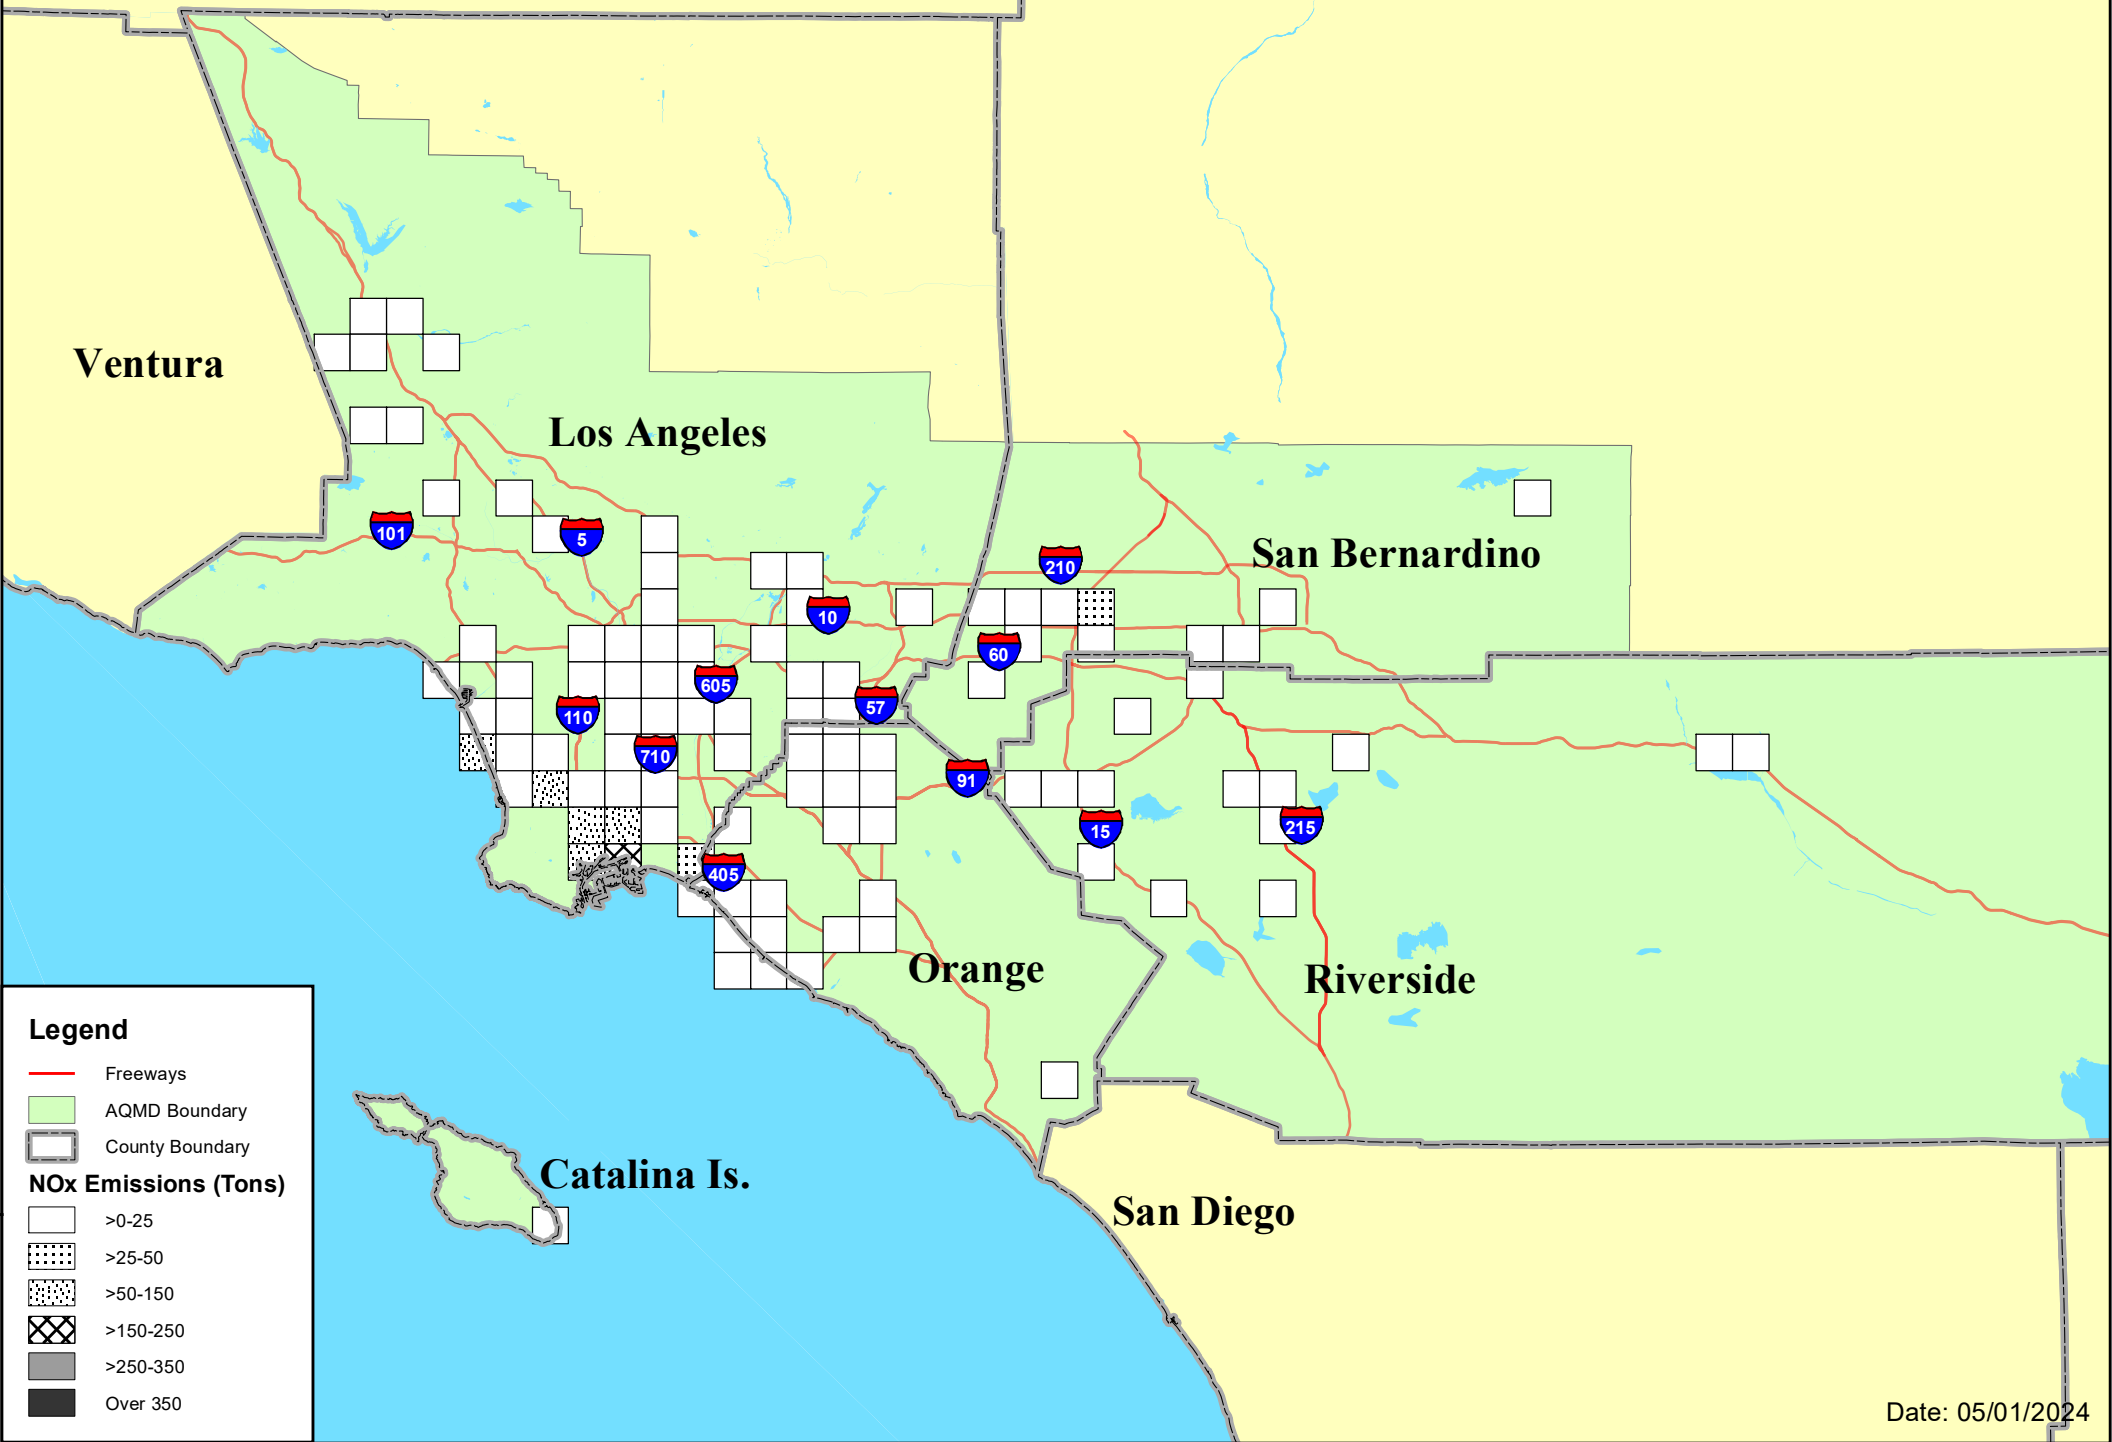 Ventura
Los Angeles
101
5
210
San Bernardino
10
60
605
57
110
710
91
15
215
405
Orange
Riverside
Catalina Is.
San Diego
Legend
Freeways
AQMD Boundary
County Boundary
NOx Emissions (Tons)
>0-25
>25-50
>50-150
>150-250
>250-350
Over 350
Date: 05/01/2024